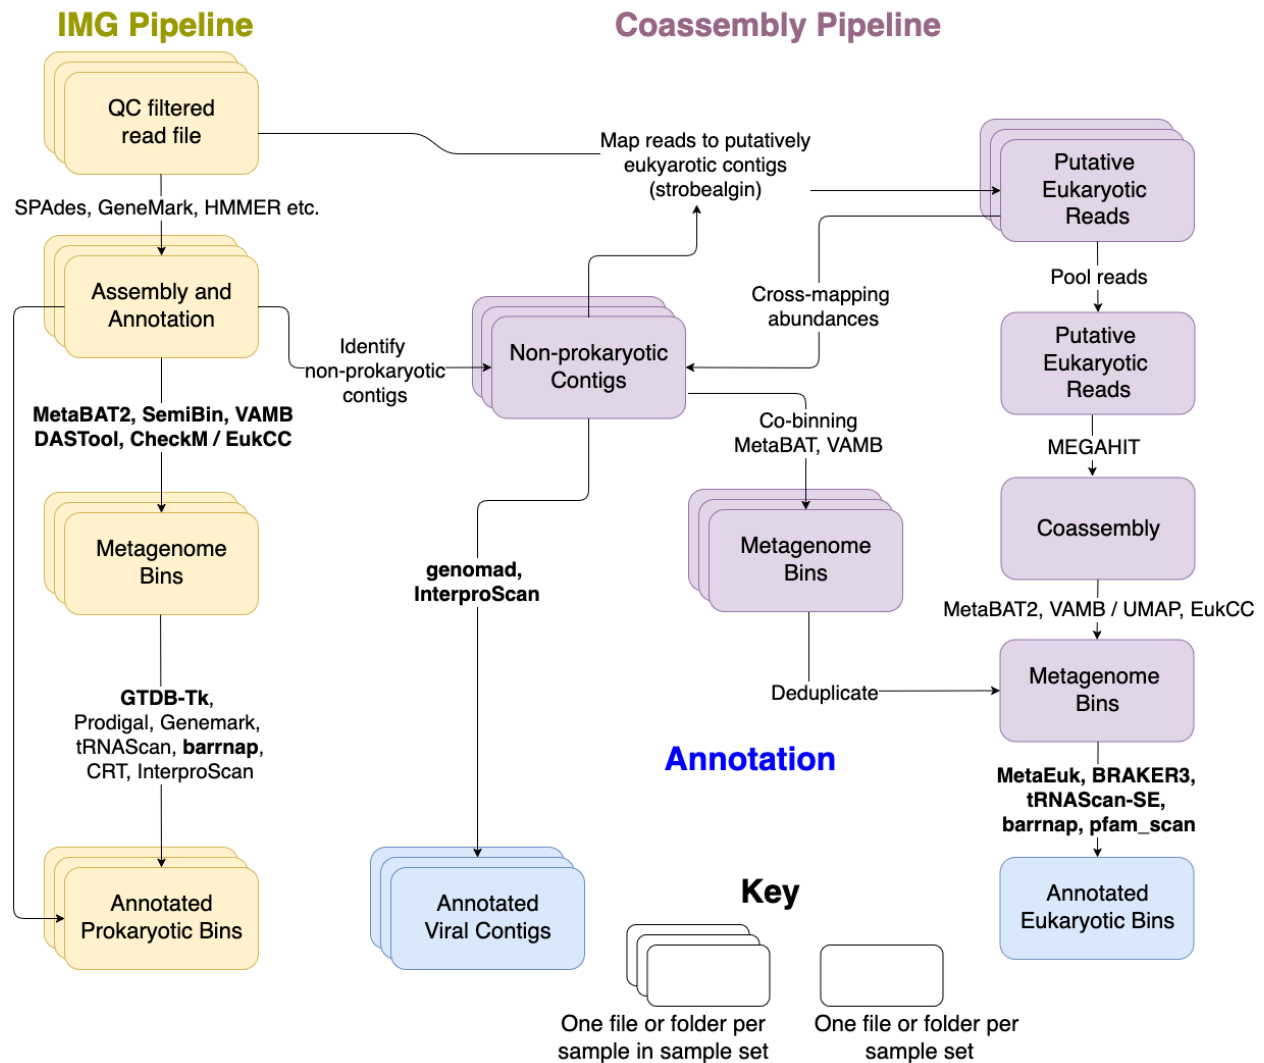 IMG Pipeline
Coassembly Pipeline
QC filtered
read file
SPAdes, GeneMark, HMMER etc.
Assembly and
Annotation
MetaBAT2, SemiBin, VAMB
DASTool, CheckM / EukCC
Metagenome
Bins
GTDB-Tk,
Prodigal, Genemark,
tRNAScan, barrnap,
CRT, InterproScan
Annotated
Prokaryotic Bins
Identify
non-prokaryotic
contigs
Map reads to putatively
eukyarotic contigs
(strobealgin)
Non-prokaryotic
Contigs
genomad,
InterproScan
Annotated
Viral Contigs
Cross-mapping
abundances
Co-binning
MetaBAT, VAMB
Metagenome
Bins
Deduplicate
Putative
Eukaryotic
Reads
Pool reads
Putative
Eukaryotic
Reads
MEGAHIT
Coassembly
MetaBAT2, VAMB / UMAP, EukCC
Metagenome
Bins
MetaEuk, BRAKER3,
tRNAScan-SE,
barrnap, pfam_scan
Annotated
Eukaryotic Bins
Annotation
Key
One file or folder per
sample in sample set
One file or folder per
sample set